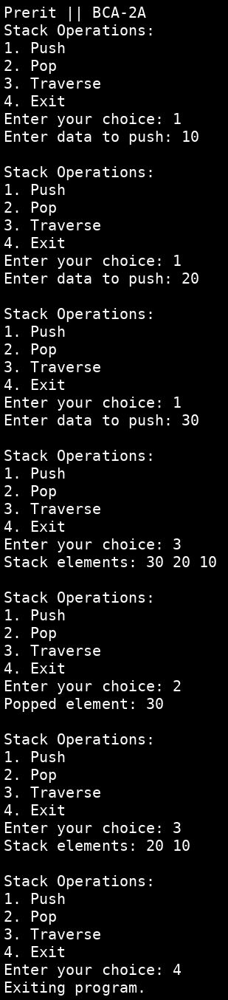 Prerit || BCA-2A
Stack Operations:
1. Push
2. Pop
3. Traverse
4. Exit
Enter your choice: 1
Enter data to push: 10

Stack Operations:
1. Push
2. Pop
3. Traverse
4. Exit
Enter your choice: 1
Enter data to push: 20

Stack Operations:
1. Push
2. Pop
3. Traverse
4. Exit
Enter your choice: 1
Enter data to push: 30

Stack Operations:
1. Push
2. Pop
3. Traverse
4. Exit
Enter your choice: 3
Stack elements: 30 20 10

Stack Operations:
1. Push
2. Pop
3. Traverse
4. Exit
Enter your choice: 2
Popped element: 30

Stack Operations:
1. Push
2. Pop
3. Traverse
4. Exit
Enter your choice: 3
Stack elements: 20 10

Stack Operations:
1. Push
2. Pop
3. Traverse
4. Exit
Enter your choice: 4
Exiting program.